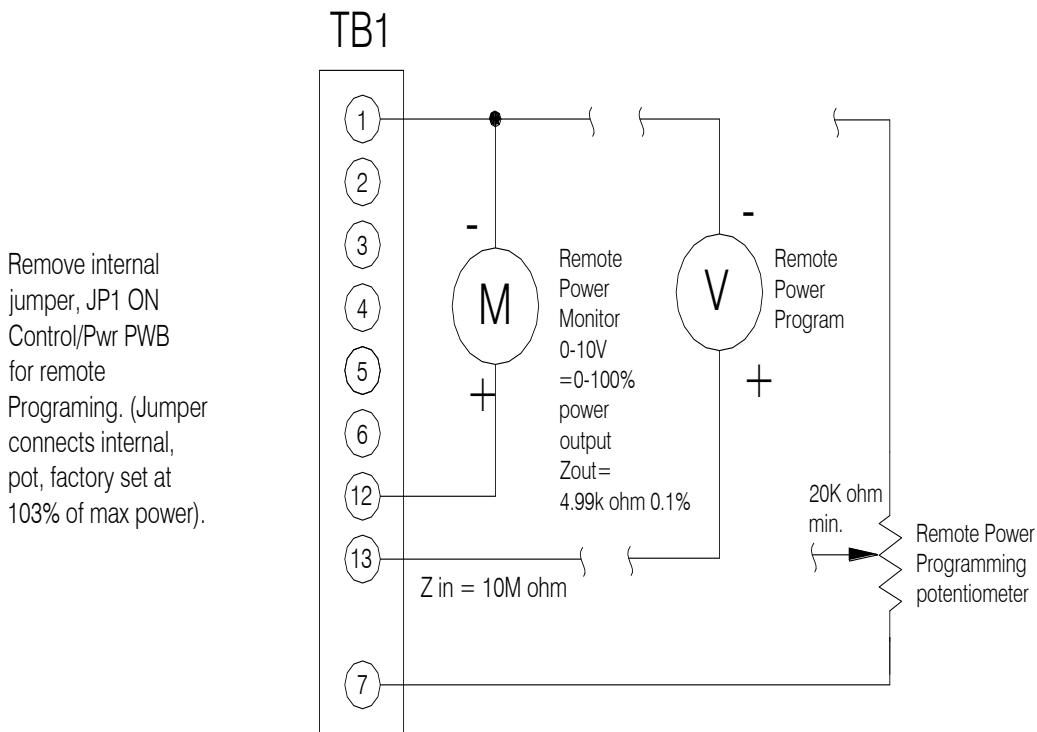 TB1
1
2
3
4
5
6
12
13
7
Remove internal
jumper, JP1 ON
Control/Pwr PWB
for remote
Programing. (Jumper
connects internal,
pot, factory set at
103% of max power).
-
M
+
Remote
Power
Monitor
0-10V
=0-100%
power
output
Zout=
4.99k ohm 0.1%
-
V
+
Remote
Power
Program
Z in = 10M ohm
20K ohm
min.
Remote Power
Programming
potentiometer